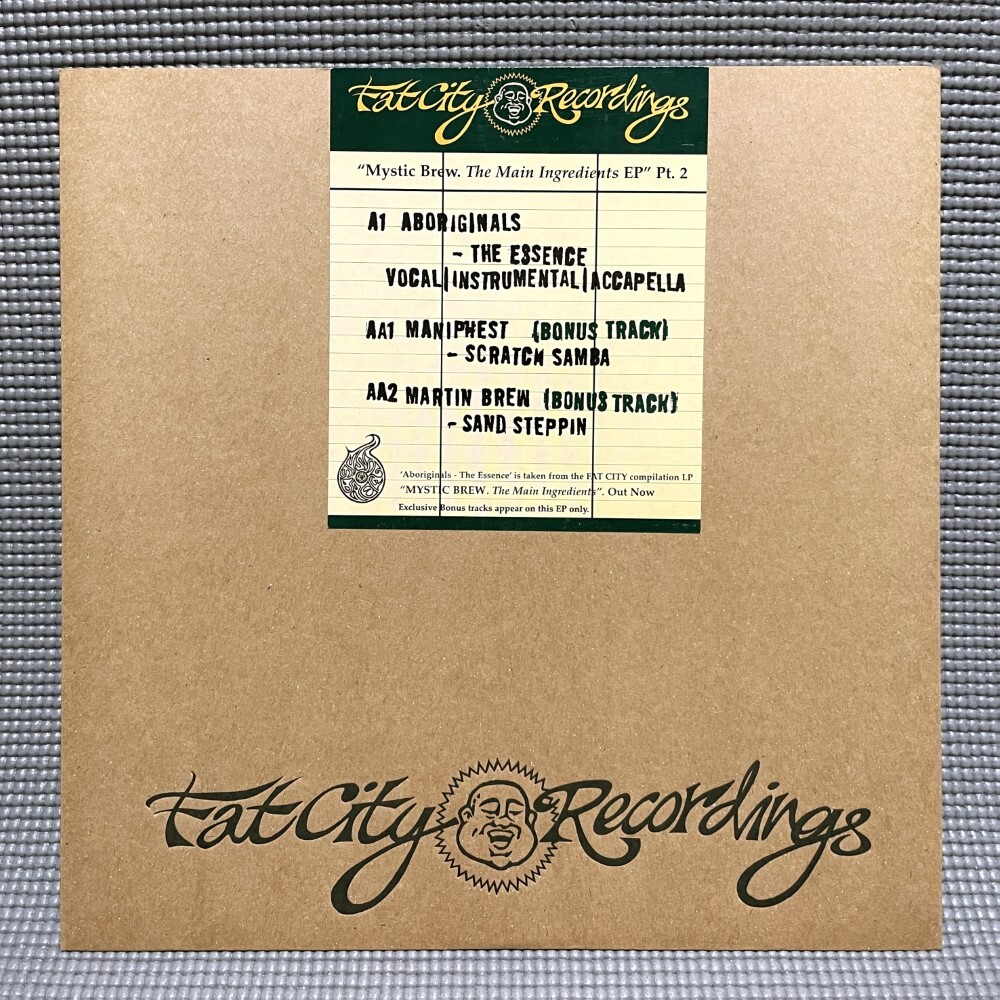 Fat City Recordings
“Mystic Brew. The Main Ingredients EP” Pt. 2
A1 ABORIGINALS
- THE ESSENCE
VOCAL|INSTRUMENTAL|ACCAPELLA
AA1 MANIPHEST (BONUS TRACK)
- SCRATCH SAMBA
AA2 MARTIN BREW (BONUS TRACK)
- SAND STEPPIN
‘Aboriginals - The Essence’ is taken from the FAT CITY compilation LP
“MYSTIC BREW. The Main Ingredients”. Out Now
Exclusive Bonus tracks appear on this EP only.
Fat City Recordings